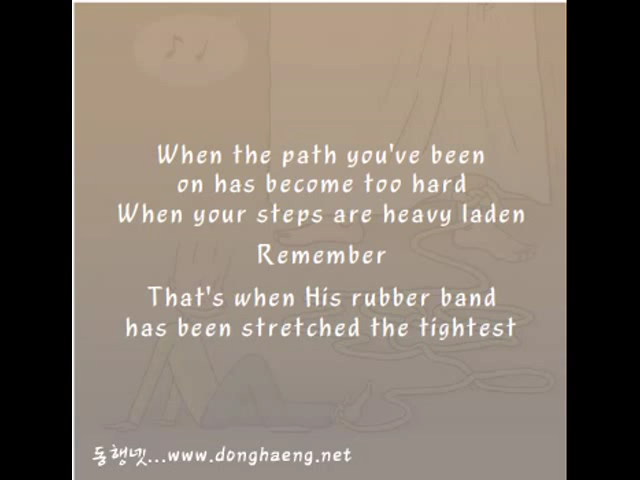 When the path you've been
on has become too hard
When your steps are heavy laden
Remember
That's when His rubber band
has been stretched the tightest
동행넷...www.donghaeng.net